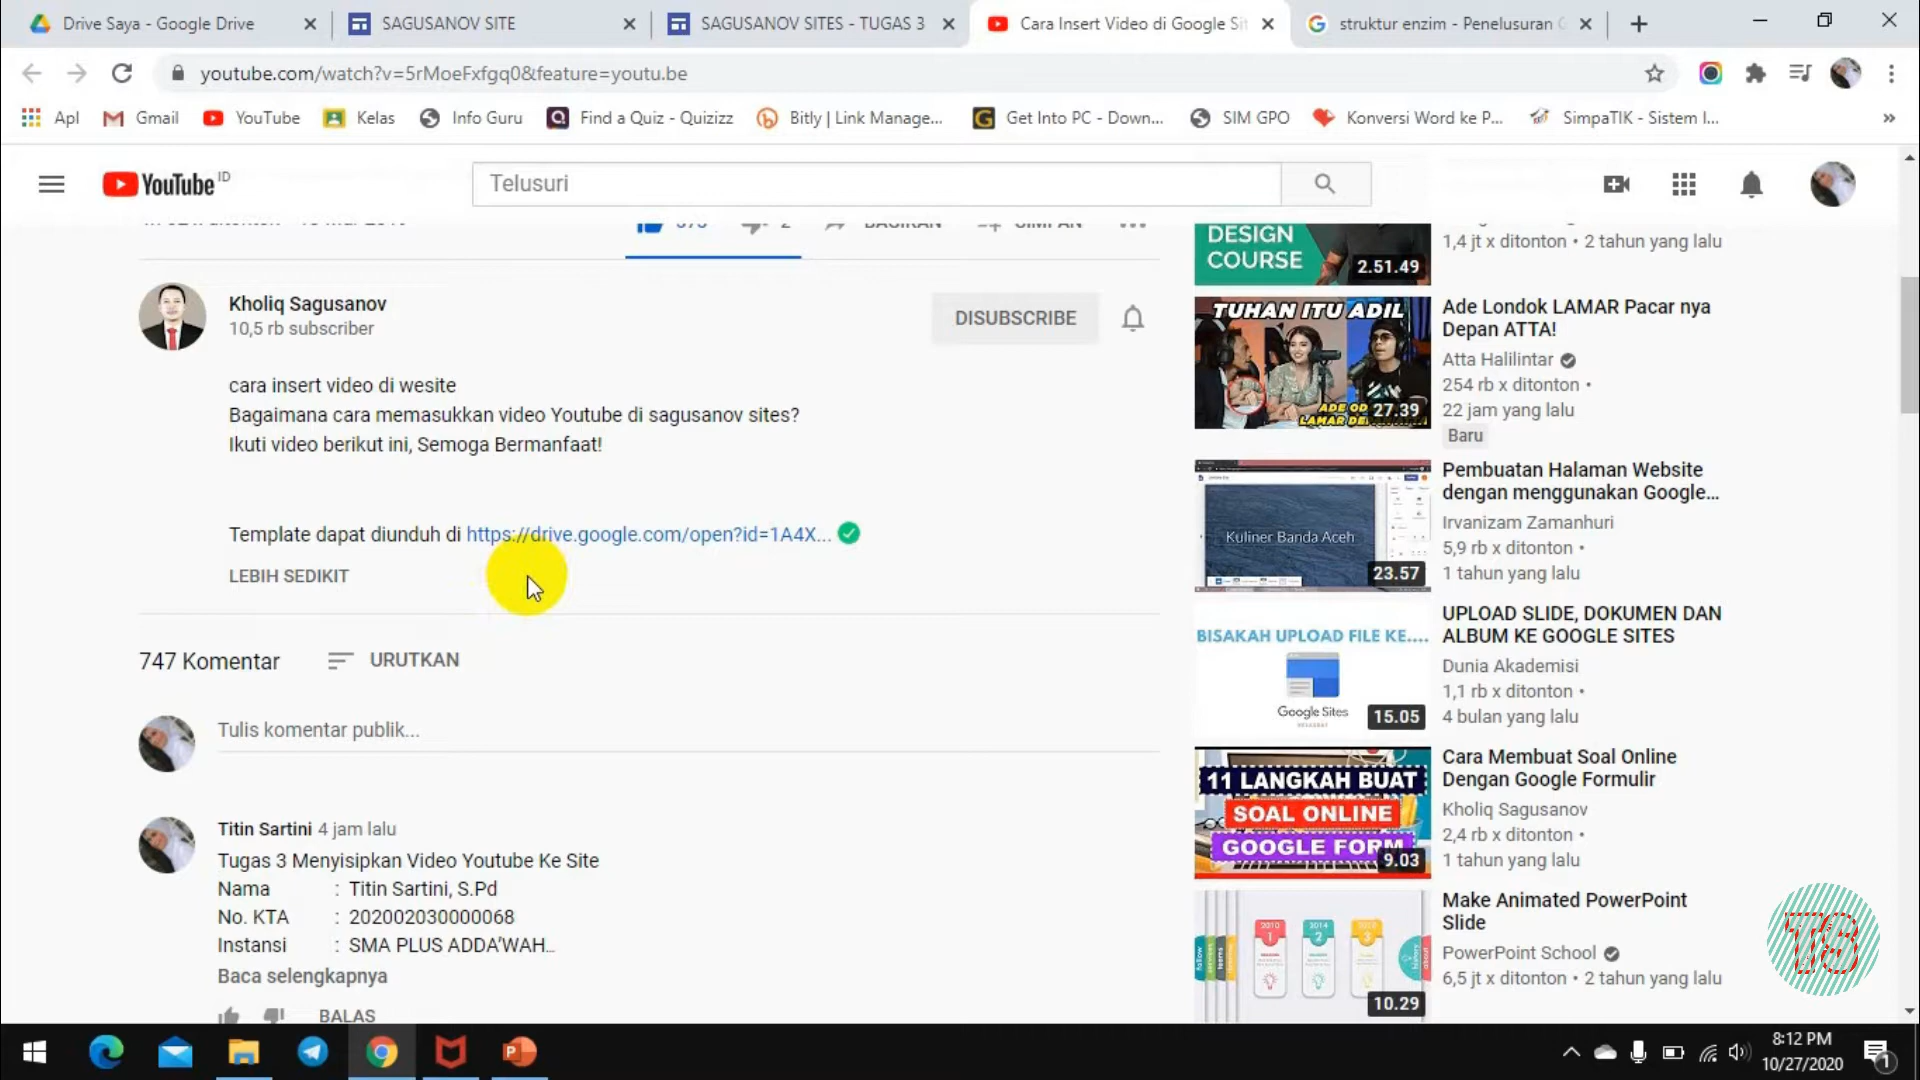 Drive Saya - Google Drive
SAGUSANOV SITE
SAGUSANOV SITES - TUGAS 3
Cara Insert Video di Google Sit
struktur enzim - Penelusuran G
youtube.com/watch?v=5rMoeFxfgq0&feature=youtu.be
Apl
Gmail
YouTube
Kelas
Info Guru
Find a Quiz - Quizizz
Bitly | Link Manage...
Get Into PC - Down...
SIM GPO
Konversi Word ke P...
SimpaTIK - Sistem I...
YouTube ID
Telusuri
Kholiq Sagusanov
10,5 rb subscriber
DISUBSCRIBE
cara insert video di wesite
Bagaimana cara memasukkan video Youtube di sagusanov sites?
Ikuti video berikut ini, Semoga Bermanfaat!
Template dapat diunduh di https://drive.google.com/open?id=1A4X...
LEBIH SEDIKIT
747 Komentar
URUTKAN
Tulis komentar publik...
Titin Sartini 4 jam lalu
Tugas 3 Menyisipkan Video Youtube Ke Site
Nama : Titin Sartini, S.Pd
No. KTA : 202002030000068
Instansi : SMA PLUS ADDA'WAH...
Baca selengkapnya
BALAS
DESIGN
COURSE
2.51.49
1,4 jt x ditonton • 2 tahun yang lalu
TUHAN ITU ADIL
27.39
Ade Londok LAMAR Pacar nya
Depan ATTA!
Atta Halilintar
254 rb x ditonton •
22 jam yang lalu
Baru
Kuliner Banda Aceh
23.57
Pembuatan Halaman Website
dengan menggunakan Google...
Irvanizam Zamanhuri
5,9 rb x ditonton •
1 tahun yang lalu
BISAKAH UPLOAD FILE KE....
Google Sites
15.05
UPLOAD SLIDE, DOKUMEN DAN
ALBUM KE GOOGLE SITES
Dunia Akademisi
1,1 rb x ditonton •
4 bulan yang lalu
11 LANGKAH BUAT
SOAL ONLINE
GOOGLE FORM
9.03
Cara Membuat Soal Online
Dengan Google Formulir
Kholiq Sagusanov
2,4 rb x ditonton •
1 tahun yang lalu
10.29
Make Animated PowerPoint
Slide
PowerPoint School
6,5 jt x ditonton • 2 tahun yang lalu
TS
8:12 PM
10/27/2020
1